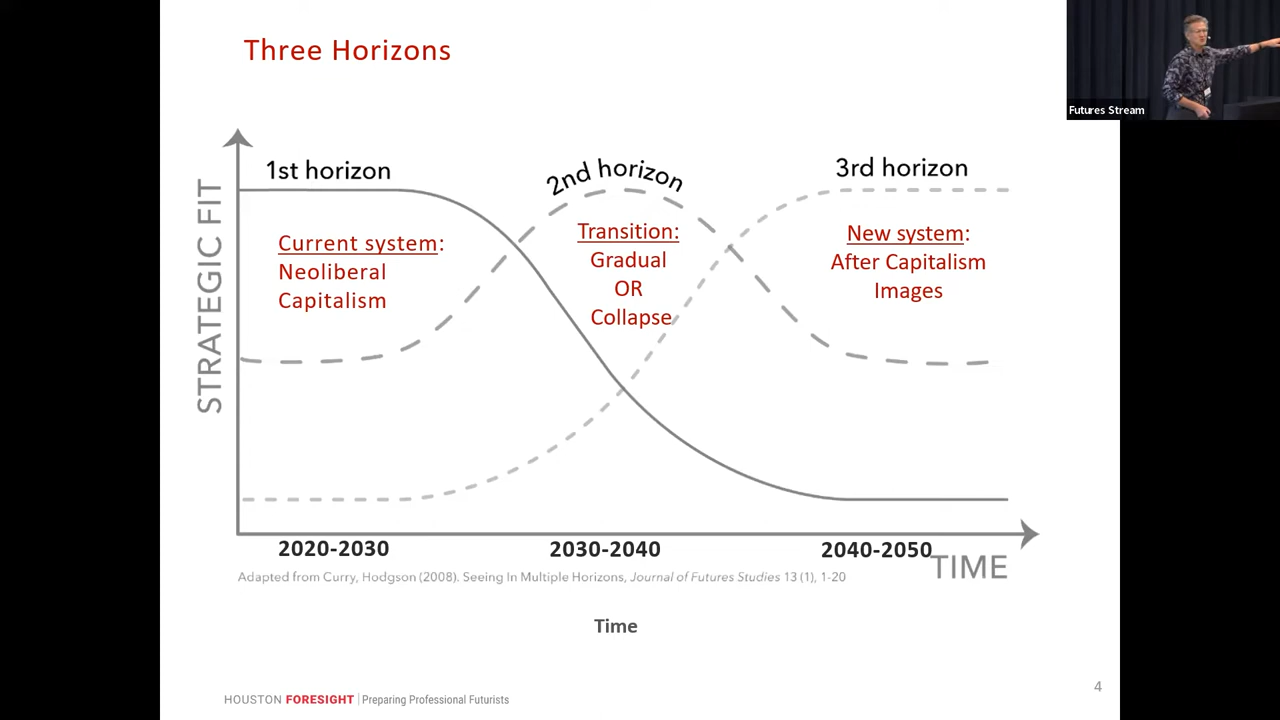 Three Horizons
Futures Stream
STRATEGIC FIT
1st horizon
2nd horizon
3rd horizon
Current system:
Neoliberal
Capitalism
Transition:
Gradual
OR
Collapse
New system:
After Capitalism
Images
2020-2030
2030-2040
2040-2050
TIME
Adapted from Curry, Hodgson (2008). Seeing In Multiple Horizons, Journal of Futures Studies 13 (1), 1-20
Time
HOUSTON FORESIGHT | Preparing Professional Futurists
4